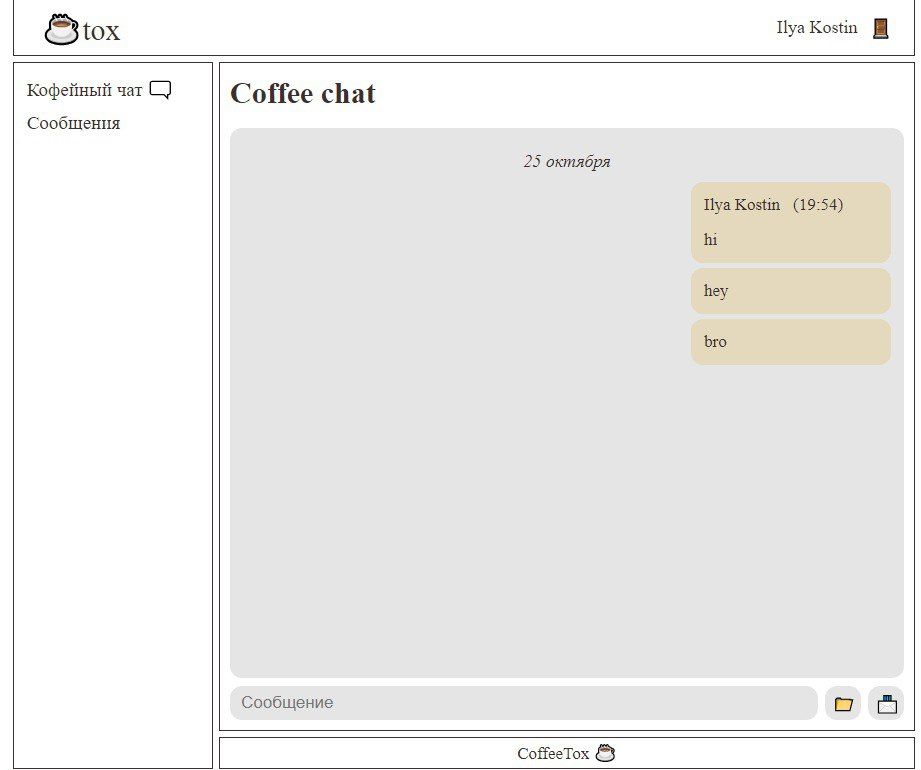 tox
Ilya Kostin
Кофейный чат
Сообщения
Coffee chat
25 октября
Ilya Kostin (19:54)
hi
hey
bro
Сообщение
CoffeeTox